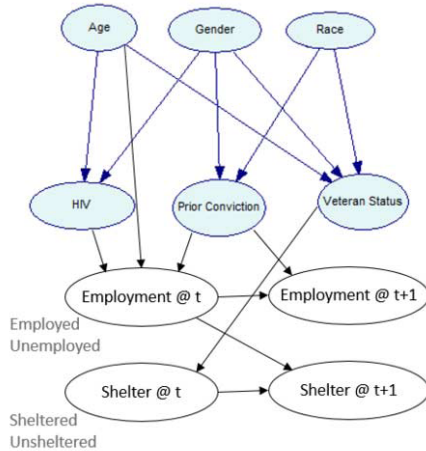 Age
Gender
Race
HIV
Prior Conviction
Veteran Status
Employment @ t
Employment @ t+1
Employed
Unemployed
Shelter @ t
Shelter @ t+1
Sheltered
Unsheltered